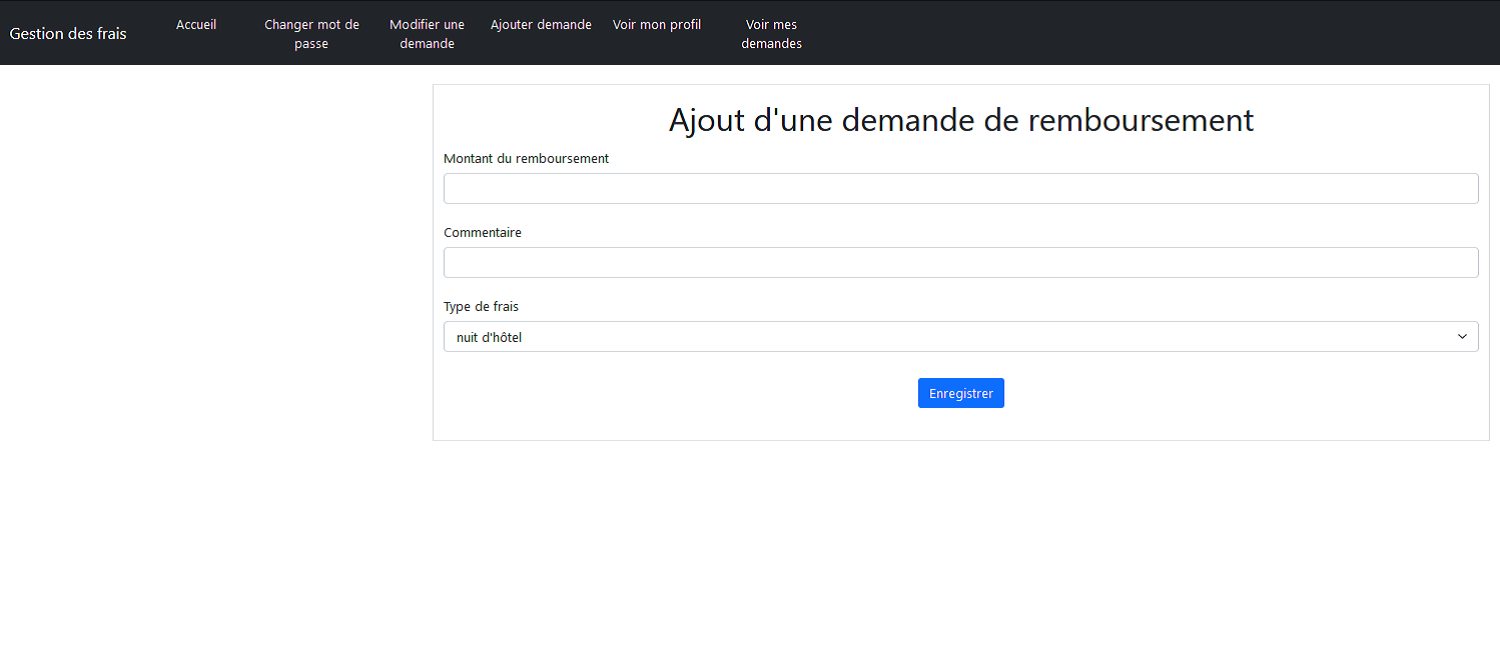 Gestion des frais
Accueil
Changer mot de
passe
Modifier une
demande
Ajouter demande
Voir mon profil
Voir mes
demandes
Ajout d'une demande de remboursement
Montant du remboursement
Commentaire
Type de frais
nuit d'hôtel
Enregistrer